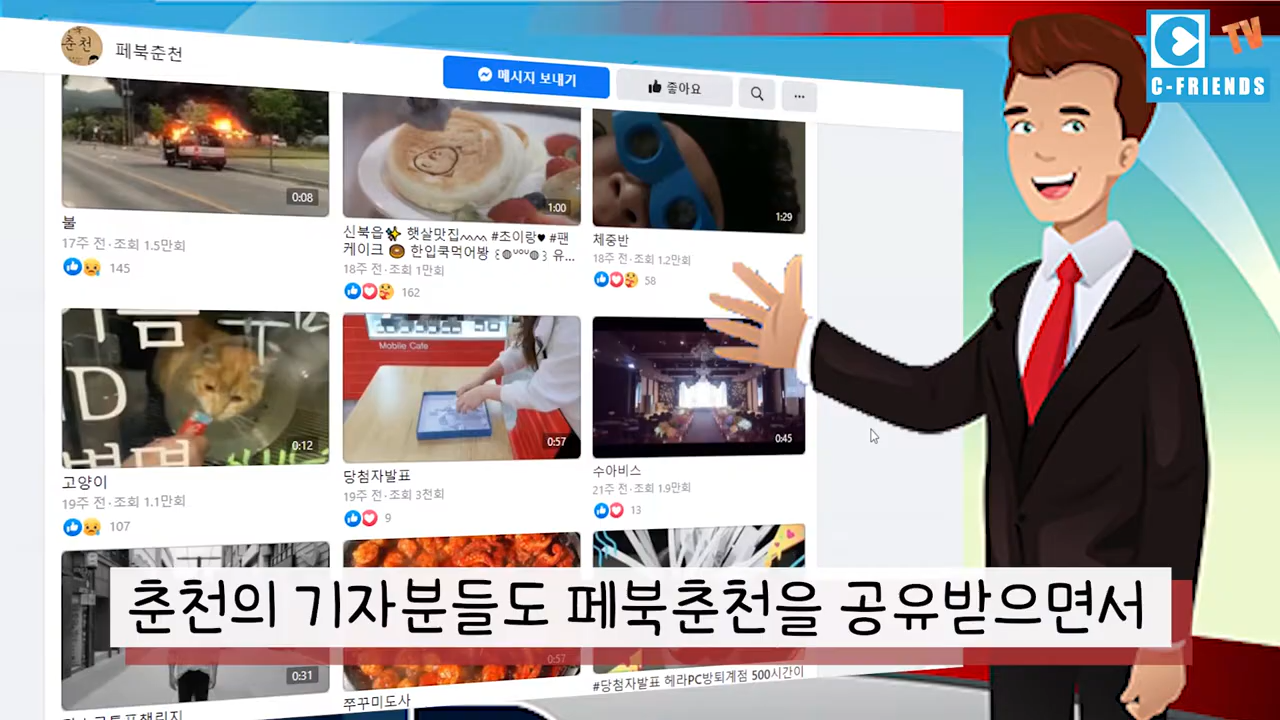 TV
C-FRIENDS
춘천
페북춘천
메시지 보내기
좋아요
...
0:08
1:00
1:29
불
17주 전·조회 1.5만회
145
신북읍✨ 햇살맛집 #초이랑♥ #팬
케이크 🥯 한입쿡먹어봥 유...
18주 전·조회 1만회
162
체중반
18주 전·조회 1.2만회
58
Mobile Cafe
D
0:12
0:57
0:45
고양이
19주 전·조회 1.1만회
107
당첨자발표
19주 전·조회 3천회
9
수아비스
21주 전·조회 1.9만회
13
춘천의 기자분들도 페북춘천을 공유받으면서
0:31
0:57
쭈꾸미도사
#당첨자발표 헤라PC방퇴계점 500시간이